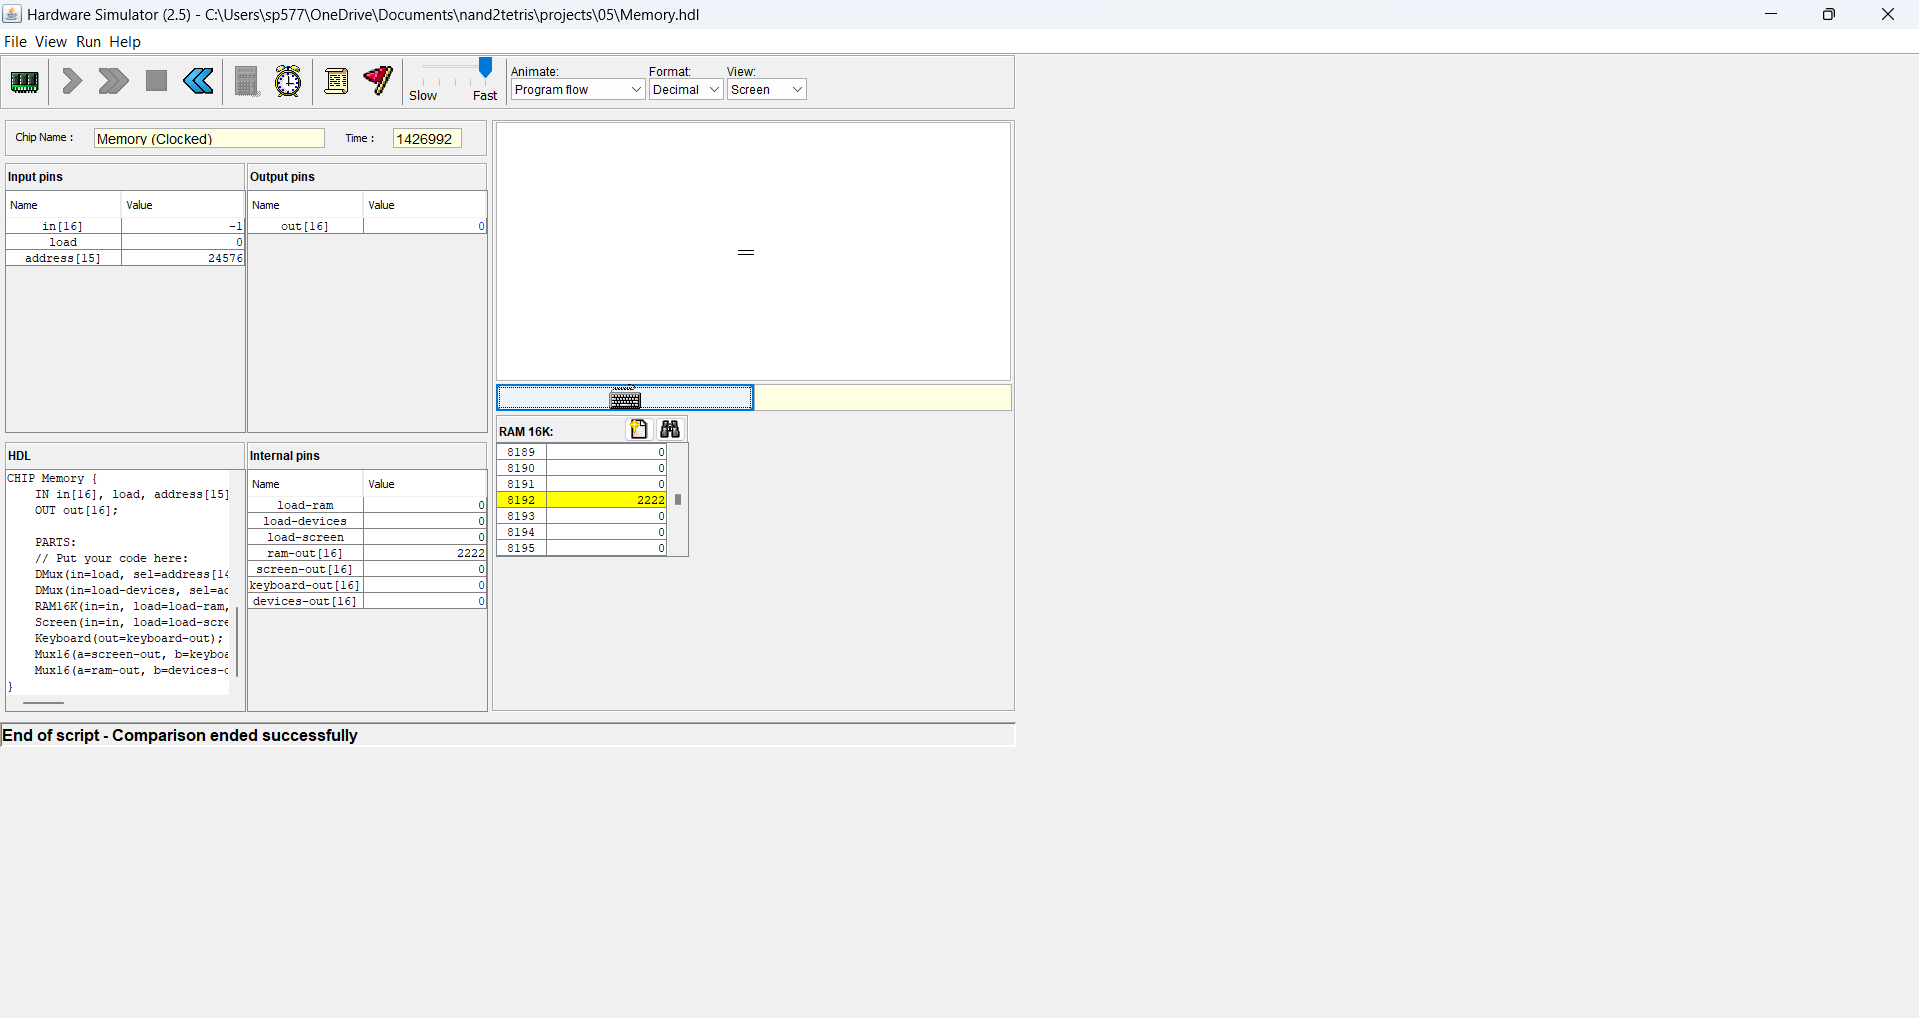 Hardware Simulator (2.5) - C:\Users\sp577\OneDrive\Documents\nand2tetris\projects\05\Memory.hdl
File View Run Help
Slow Fast
Animate: Format: View:
Program flow Decimal Screen
Chip Name : Memory (Clocked) Time : 1426992
Input pins
Name Value
in[16] -1
load 0
address[15] 24576
Output pins
Name Value
out[16] 0
HDL
CHIP Memory {
IN in[16], load, address[15]
OUT out[16];
PARTS:
// Put your code here:
DMux(in=load, sel=address[14
DMux(in=load-devices, sel=ad
RAM16K(in=in, load=load-ram,
Screen(in=in, load=load-scre
Keyboard(out=keyboard-out);
Mux16(a=screen-out, b=keyboa
Mux16(a=ram-out, b=devices-o
}
Internal pins
Name Value
load-ram 0
load-devices 0
load-screen 0
ram-out[16] 2222
screen-out[16] 0
keyboard-out[16] 0
devices-out[16] 0
RAM 16K:
8189 0
8190 0
8191 0
8192 2222
8193 0
8194 0
8195 0
End of script - Comparison ended successfully